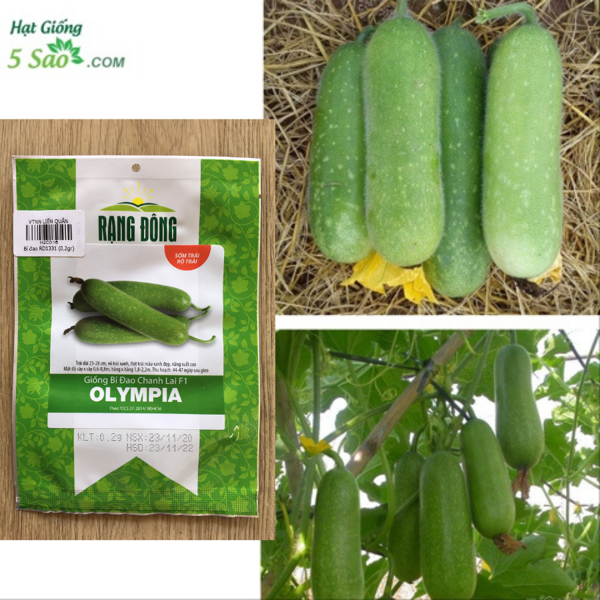 Hạt Giống
5 Sao.COM
RẠNG ĐÔNG
VTNN LIÊN QUÂN
Bí đao RD1331 (0.2gr)
SỚM TRÁI
RỘ TRÁI
Giống Bí Đao Chanh Lai F1
OLYMPIA
KLT: 0.2g NSX: 23/11/20
HSD: 23/11/22